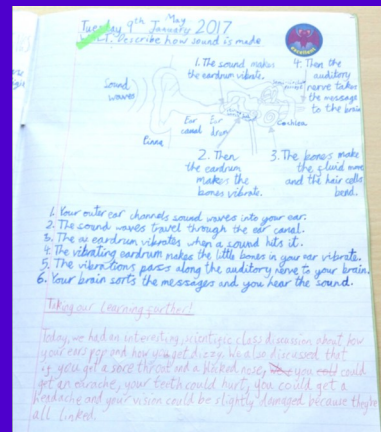 Tuesday 9th January May 2017
L.I. Describe how sound is made
1. The sound makes
the eardrum vibrate.
4. Then the
auditory
nerve takes
the message
to the brain
Sound
waves
Ear
canal
Ear
drum
Cochlea
Pinna
2. Then
the eardrum
makes the
bones vibrate.
3. The bones make
the fluid move
and the hair cells
bend.
1. Your outer ear channels sound waves into your ear.
2. The sound waves travel through the ear canal.
3. The ea eardrum vibrates when a sound hits it.
4. The vibrating eardrum makes the little bones in your ear vibrate.
5. The vibrations pass along the auditory nerve to your brain.
6. Your brain sorts the messages and you hear the sound.
Taking our learning further!
Today, we had an interesting, scientific class discussion about how
your ears pop and how you get dizzy. We also discussed that
if you get a sore throat and a blocked nose, you could
get an earache, your teeth could hurt, you could get a
headache and your vision could be slightly damaged because they're
all linked.